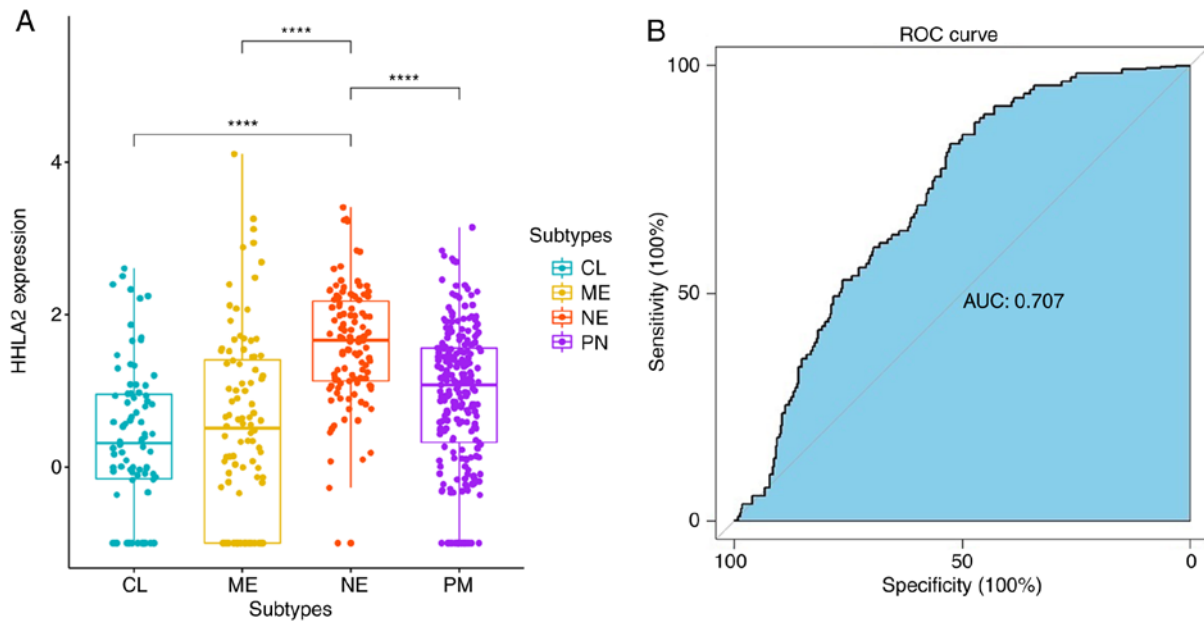 A
****
****
****
4
2
0
HHLA2 expression
CL
ME
NE
PM
Subtypes
Subtypes
CL
ME
NE
PN
B
ROC curve
100
50
0
Sensitivity (100%)
AUC: 0.707
100
50
0
Specificity (100%)